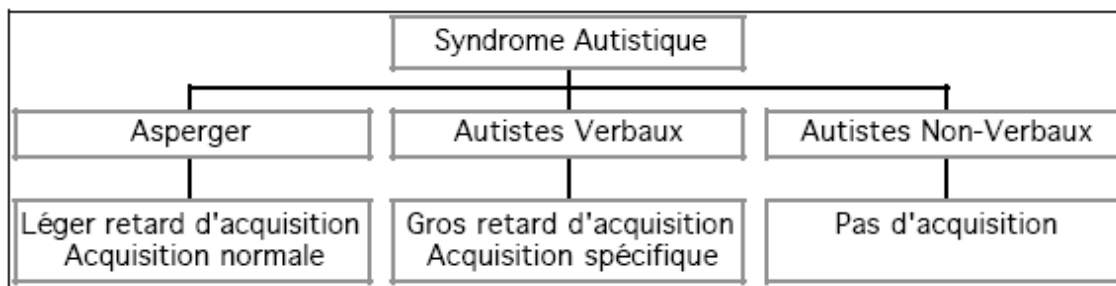 Syndrome Autistique
Asperger
Autistes Verbaux
Autistes Non-Verbaux
Léger retard d'acquisition
Acquisition normale
Gros retard d'acquisition
Acquisition spécifique
Pas d'acquisition